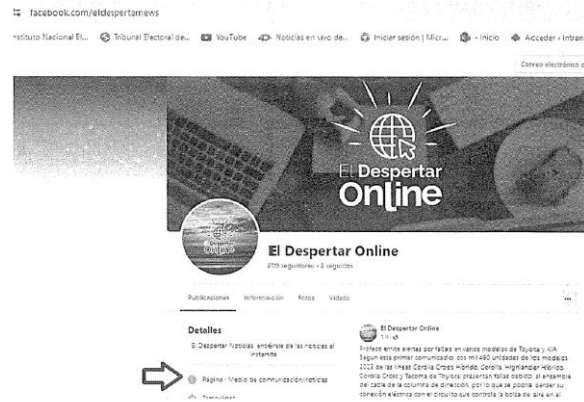 facebook.com/eldespertarnews
Instituto Nacional El... Tribunal Electoral de... YouTube Noticias en vivo de... Iniciar sesión | Micr... - Inicio Acceder - Intran
Correo electrónico o
El Despertar
Online
El Despertar Online
seguidores • seguidos
Publicaciones Información Fotos Videos
Detalles
El Despertar Noticias, entérate de las noticias al
instante
Página · Medio de comunicación/noticias
El Despertar Online
Profeco emite alertas por fallas en varios modelos de Toyota y KIA
Según este primer comunicado, dos mil 490 unidades de los modelos
2023 de las líneas Corolla Cross Híbrido, Corolla, Highlander Híbrido
Corolla Cross y Tacoma de Toyota, presentan fallas debido al ensamble
del cable de la columna de dirección, por lo que se podría perder su
conexión eléctrica con el circuito que controla la bolsa de aire en el